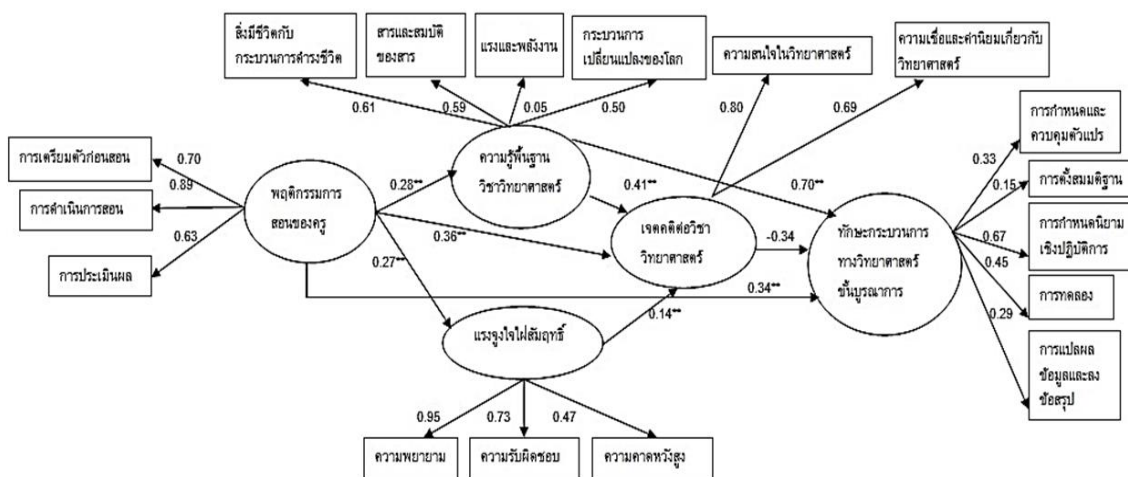 สิ่งมีชีวิตกับ
กระบวนการดำรงชีวิต
สารและสมบัติ
ของสาร
แรงและพลังงาน
กระบวนการ
เปลี่ยนแปลงของโลก
ความสนใจในวิทยาศาสตร์
ความเชื่อและค่านิยมเกี่ยวกับ
วิทยาศาสตร์
0.61
0.59
0.05
0.50
0.80
0.69
การเตรียมตัวก่อนสอน
การดำเนินการสอน
การประเมินผล
0.70
0.89
0.63
พฤติกรรมการ
สอนของครู
0.28**
0.36**
0.27**
ความรู้พื้นฐาน
วิชาวิทยาศาสตร์
0.41**
0.70**
เจตคติต่อวิชา
วิทยาศาสตร์
-0.34
0.34**
0.14**
แรงจูงใจใฝ่สัมฤทธิ์
ทักษะกระบวนการ
ทางวิทยาศาสตร์
ขั้นบูรณาการ
0.33
0.15
0.67
0.45
0.29
การกำหนดและ
ควบคุมตัวแปร
การตั้งสมมติฐาน
การกำหนดนิยาม
เชิงปฏิบัติการ
การทดลอง
การแปลผล
ข้อมูลและลง
ข้อสรุป
0.95
0.73
0.47
ความพยายาม
ความรับผิดชอบ
ความคาดหวังสูง